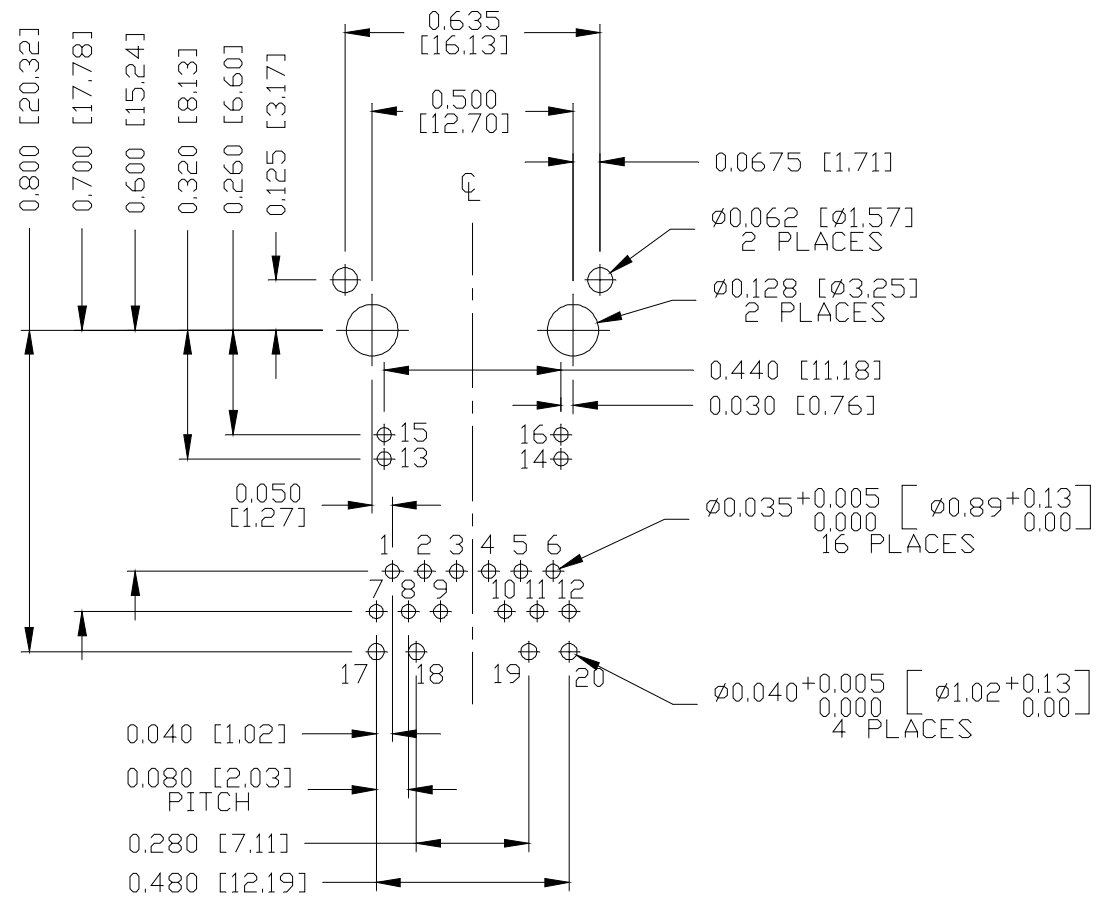 0.635
[16.13]
0.500
[12.70]
0.800 [20.32]
0.700 [17.78]
0.600 [15.24]
0.320 [8.13]
0.260 [6.60]
0.125 [3.17]
0.0675 [1.71]
℄
Ø0.062 [Ø1.57]
2 PLACES
Ø0.128 [Ø3.25]
2 PLACES
0.440 [11.18]
0.030 [0.76]
15
16
13
14
0.050
[1.27]
Ø0.035+0.005 0.000 [Ø0.89+0.13 0.00]
16 PLACES
1 2 3 4 5 6
7 8 9 10 11 12
17 18 19 20
Ø0.040+0.005 0.000 [Ø1.02+0.13 0.00]
4 PLACES
0.040 [1.02]
0.080 [2.03]
PITCH
0.280 [7.11]
0.480 [12.19]